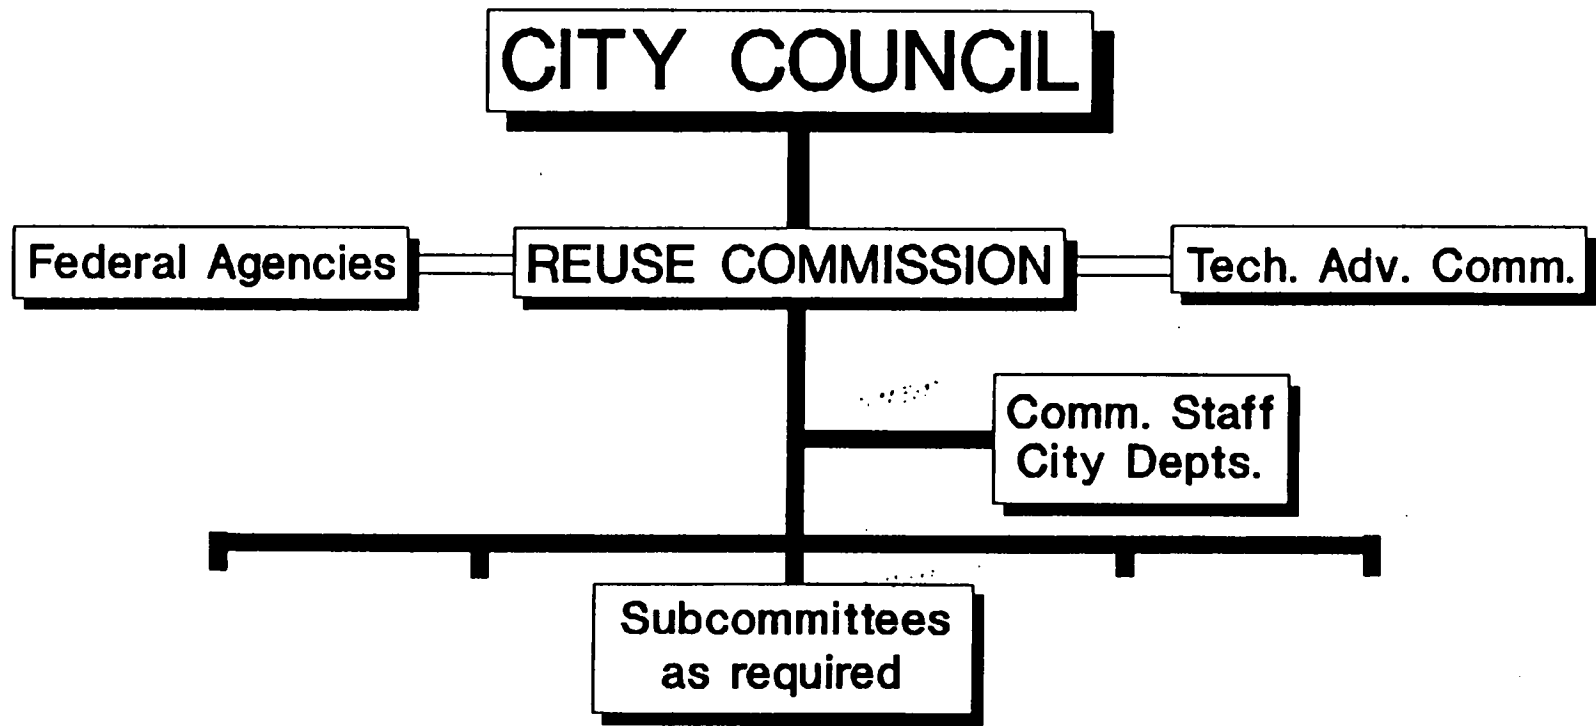 CITY COUNCIL
Federal Agencies
REUSE COMMISSION
Tech. Adv. Comm.
Comm. Staff
City Depts.
Subcommittees
as required